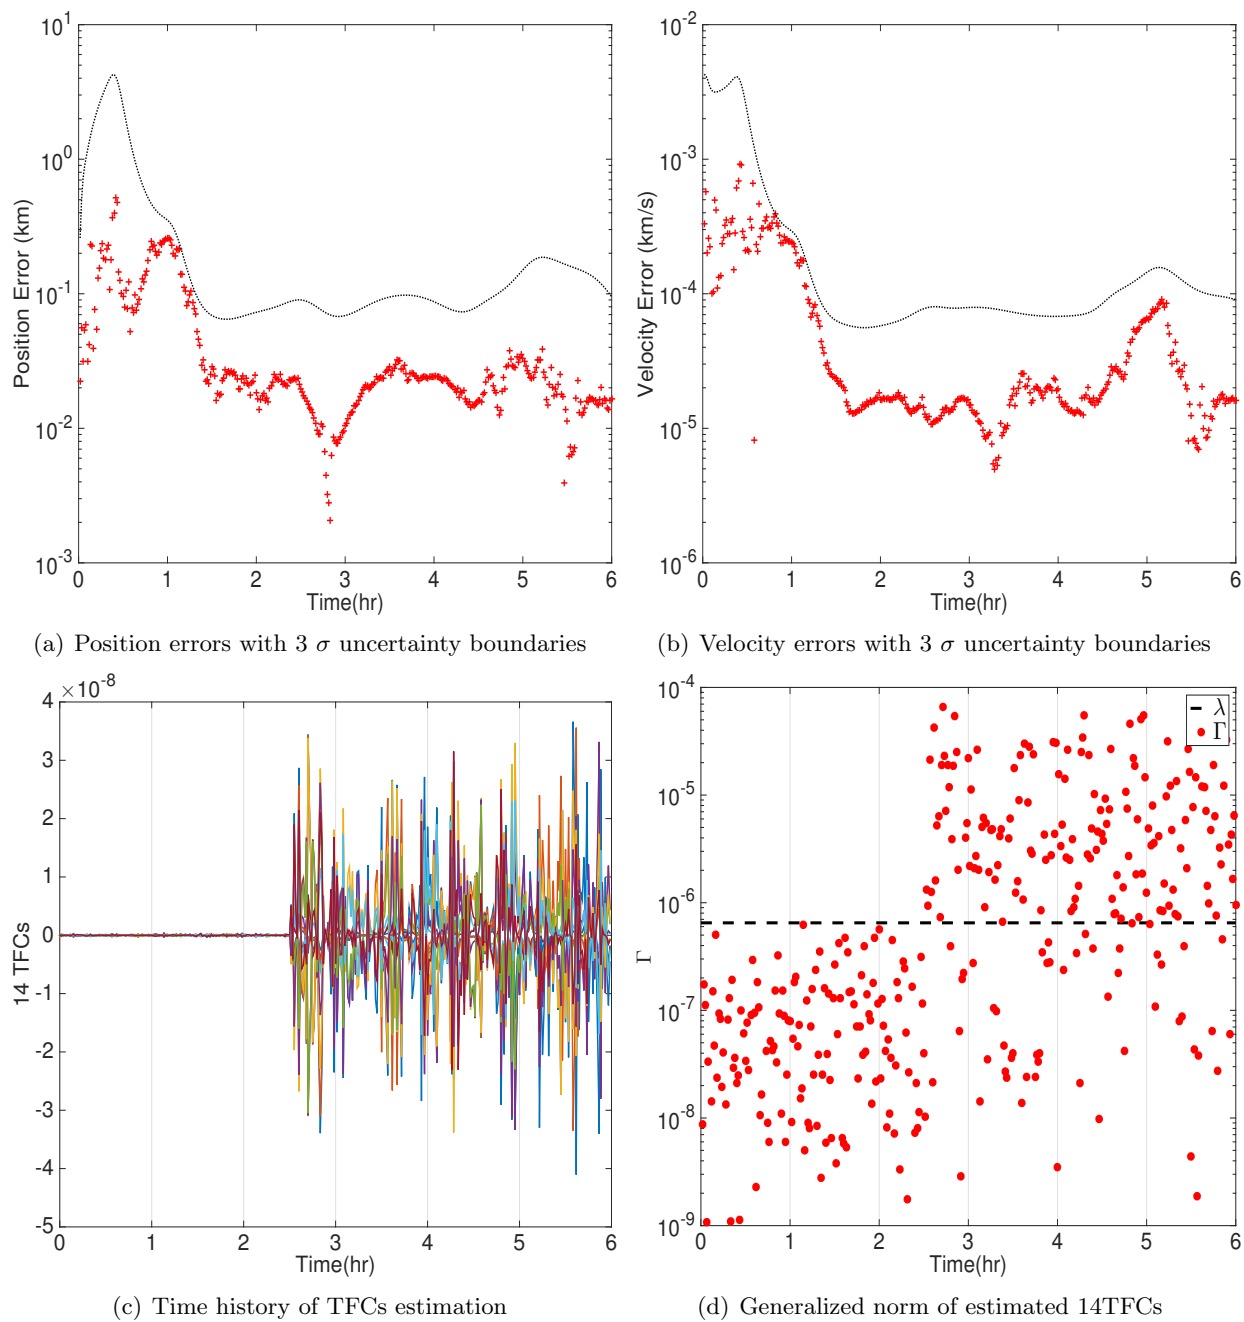 10^1
10^0
10^-1
10^-2
10^-3
Position Error (km)
0 1 2 3 4 5 6
Time(hr)
(a) Position errors with 3 σ uncertainty boundaries
10^-2
10^-3
10^-4
10^-5
10^-6
Velocity Error (km/s)
0 1 2 3 4 5 6
Time(hr)
(b) Velocity errors with 3 σ uncertainty boundaries
×10^-8
4
3
2
1
0
-1
-2
-3
-4
-5
14 TFCs
0 1 2 3 4 5 6
Time(hr)
(c) Time history of TFCs estimation
10^-4
10^-5
10^-6
10^-7
10^-8
10^-9
Γ
λ
Γ
0 1 2 3 4 5 6
Time(hr)
(d) Generalized norm of estimated 14TFCs